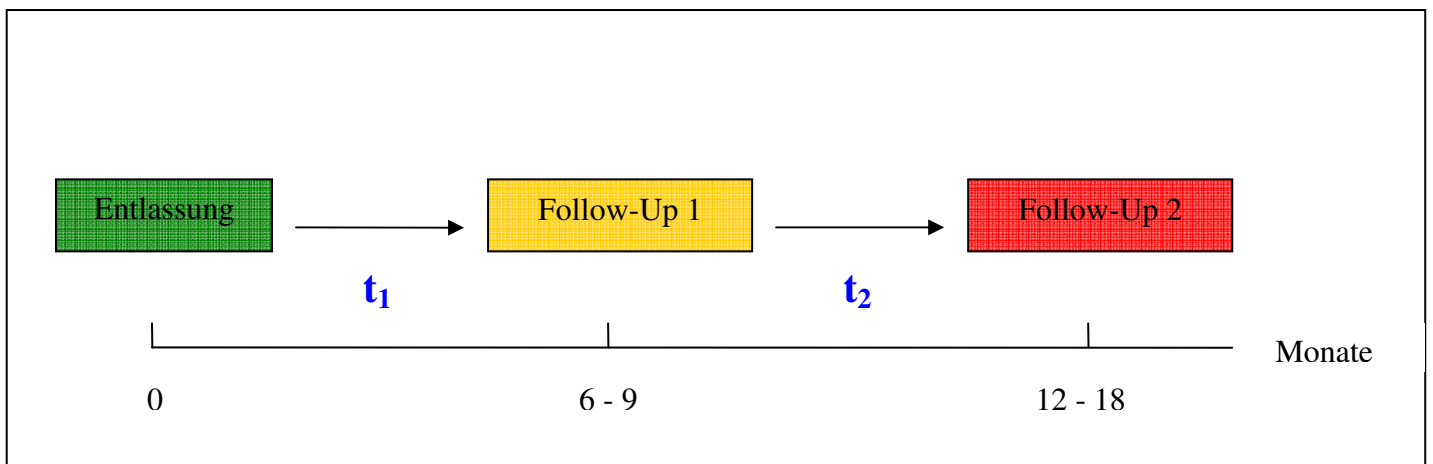 Entlassung Follow-Up 1 Follow-Up 2
t₁ t₂
Monate
0 6 - 9 12 - 18